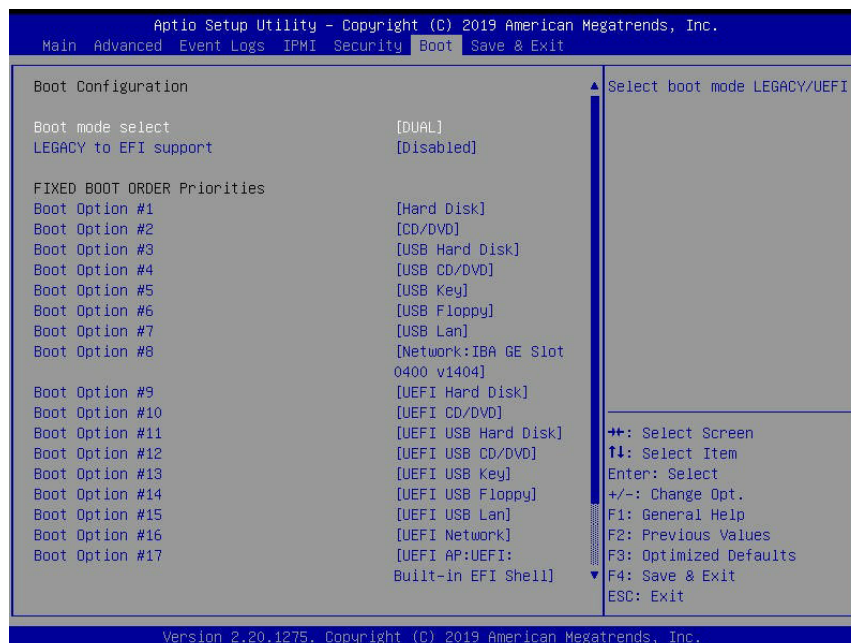 Aptio Setup Utility – Copyright (C) 2019 American Megatrends, Inc.
Main Advanced Event Logs IPMI Security Boot Save & Exit
Boot Configuration
Boot mode select [DUAL]
LEGACY to EFI support [Disabled]
FIXED BOOT ORDER Priorities
Boot Option #1 [Hard Disk]
Boot Option #2 [CD/DVD]
Boot Option #3 [USB Hard Disk]
Boot Option #4 [USB CD/DVD]
Boot Option #5 [USB Key]
Boot Option #6 [USB Floppy]
Boot Option #7 [USB Lan]
Boot Option #8 [Network:IBA GE Slot
0400 v1404]
Boot Option #9 [UEFI Hard Disk]
Boot Option #10 [UEFI CD/DVD]
Boot Option #11 [UEFI USB Hard Disk]
Boot Option #12 [UEFI USB CD/DVD]
Boot Option #13 [UEFI USB Key]
Boot Option #14 [UEFI USB Floppy]
Boot Option #15 [UEFI USB Lan]
Boot Option #16 [UEFI Network]
Boot Option #17 [UEFI AP:UEFI:
Built-in EFI Shell]
Select boot mode LEGACY/UEFI
→←: Select Screen
↑↓: Select Item
Enter: Select
+/-: Change Opt.
F1: General Help
F2: Previous Values
F3: Optimized Defaults
F4: Save & Exit
ESC: Exit
Version 2.20.1275. Copyright (C) 2019 American Megatrends, Inc.